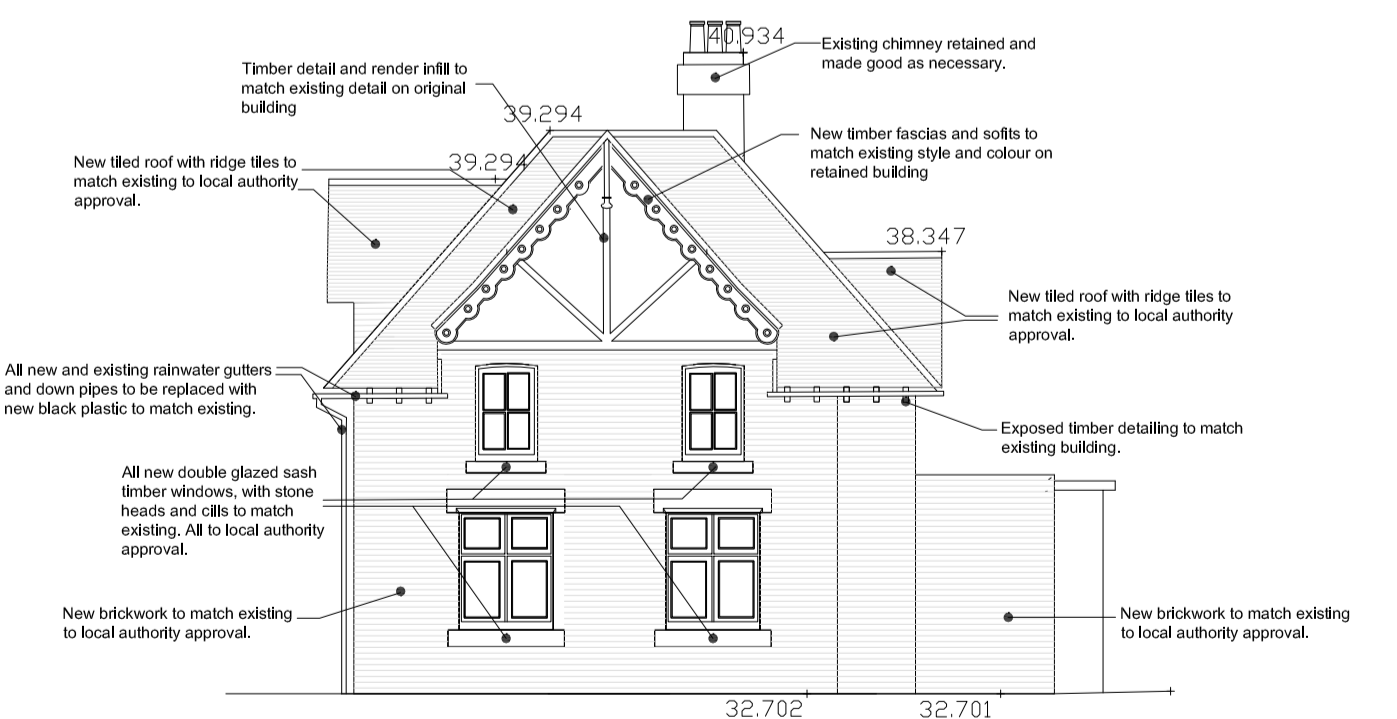 40.934
Existing chimney retained and
made good as necessary.
Timber detail and render infill to
match existing detail on original
building
39.294
New timber fascias and sofits to
match existing style and colour on
retained building
New tiled roof with ridge tiles to
match existing to local authority
approval.
39.294
38.347
New tiled roof with ridge tiles to
match existing to local authority
approval.
All new and existing rainwater gutters
and down pipes to be replaced with
new black plastic to match existing.
Exposed timber detailing to match
existing building.
All new double glazed sash
timber windows, with stone
heads and cills to match
existing. All to local authority
approval.
New brickwork to match existing
to local authority approval.
New brickwork to match existing
to local authority approval.
32.702
32.701